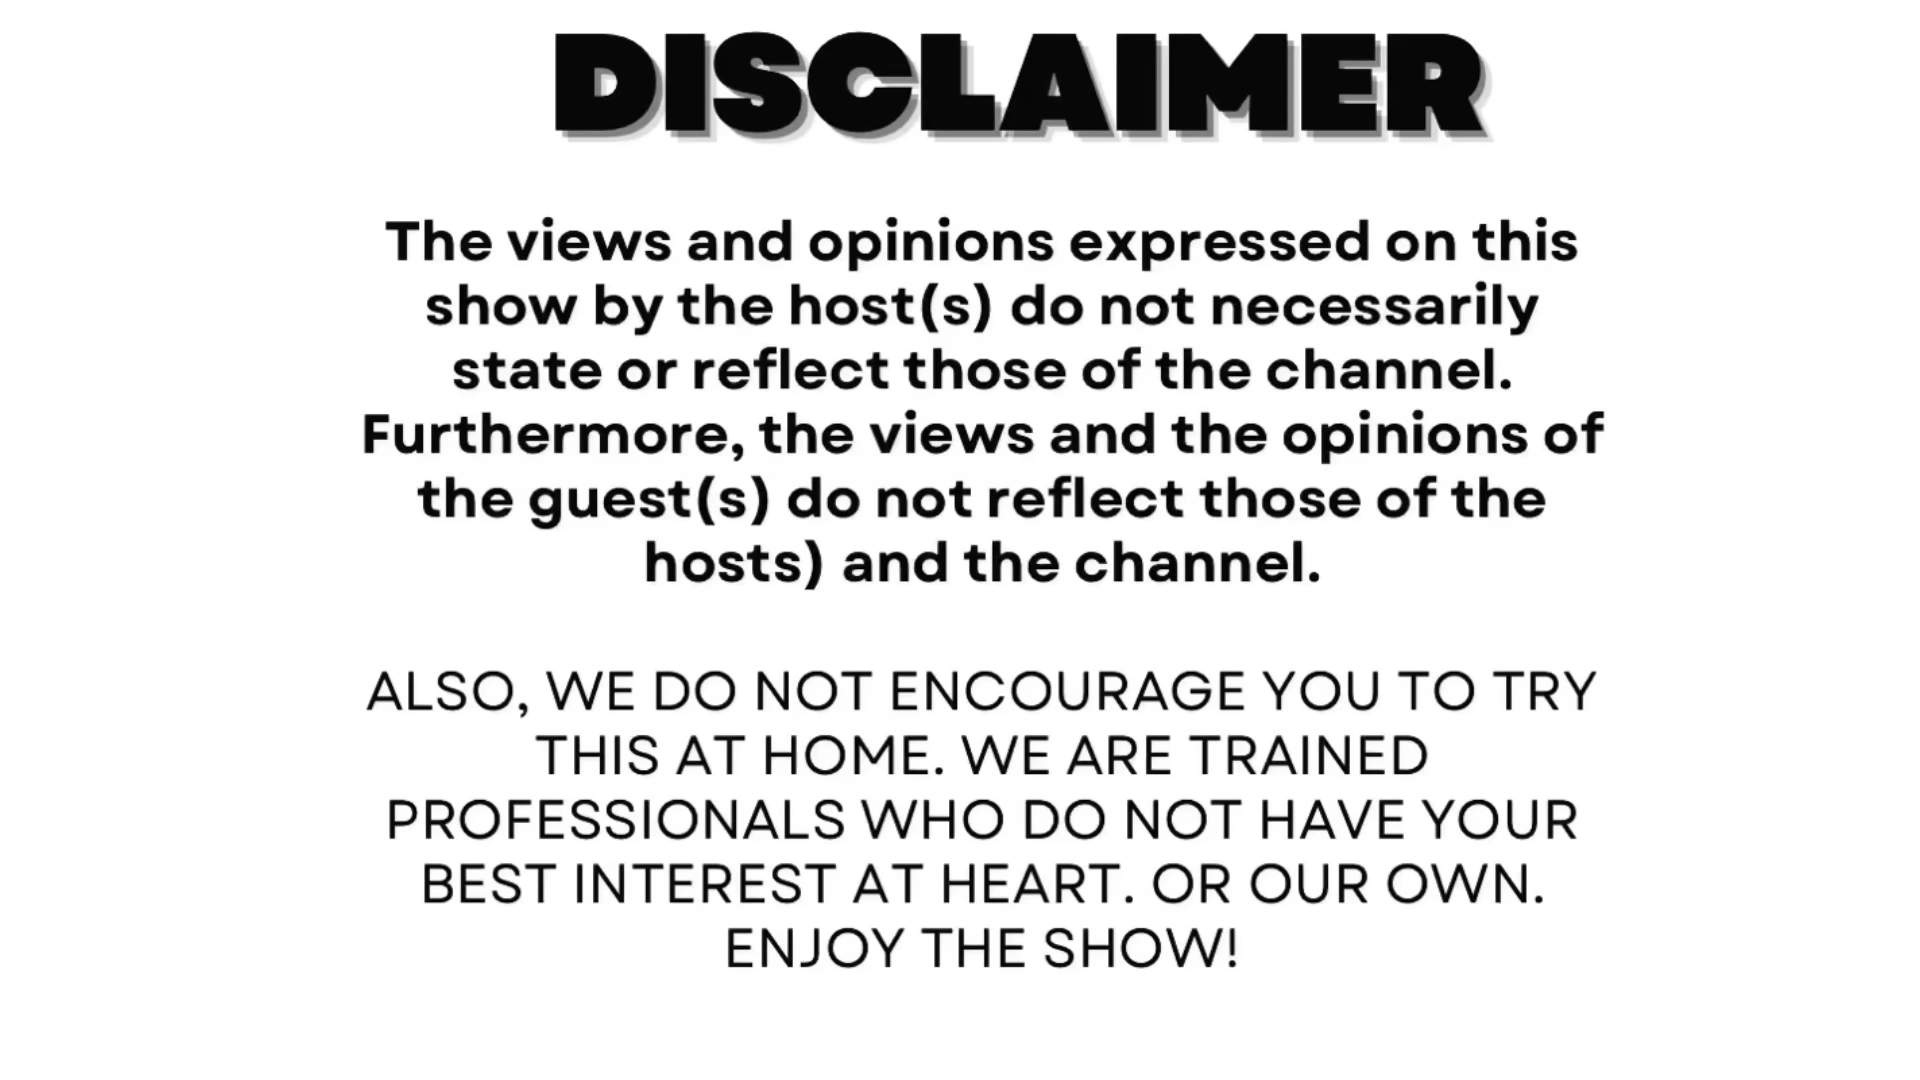 DISCLAIMER
The views and opinions expressed on this
show by the host(s) do not necessarily
state or reflect those of the channel.
Furthermore, the views and the opinions of
the guest(s) do not reflect those of the
hosts) and the channel.
ALSO, WE DO NOT ENCOURAGE YOU TO TRY
THIS AT HOME. WE ARE TRAINED
PROFESSIONALS WHO DO NOT HAVE YOUR
BEST INTEREST AT HEART. OR OUR OWN.
ENJOY THE SHOW!